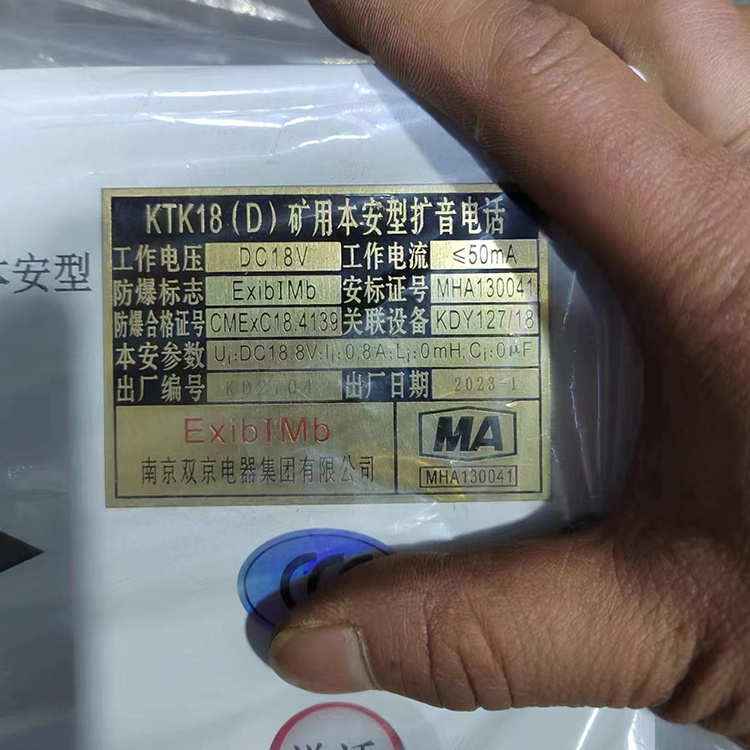 KTK18(D)矿用本安型扩音电话
工作电压 DC18V 工作电流 ≤50mA
防爆标志 ExibIMb 安标证号 MHA130041
防爆合格证号 CMExC18.4139 关联设备 KDY127/18
本安参数 Ui:DC18.8V;Ii:0.8A;Li:0mH;Ci:0μF
出厂编号 KD2704 出厂日期 2023-1
ExibIMb
南京双京电器集团有限公司
MA
MHA130041
本安型